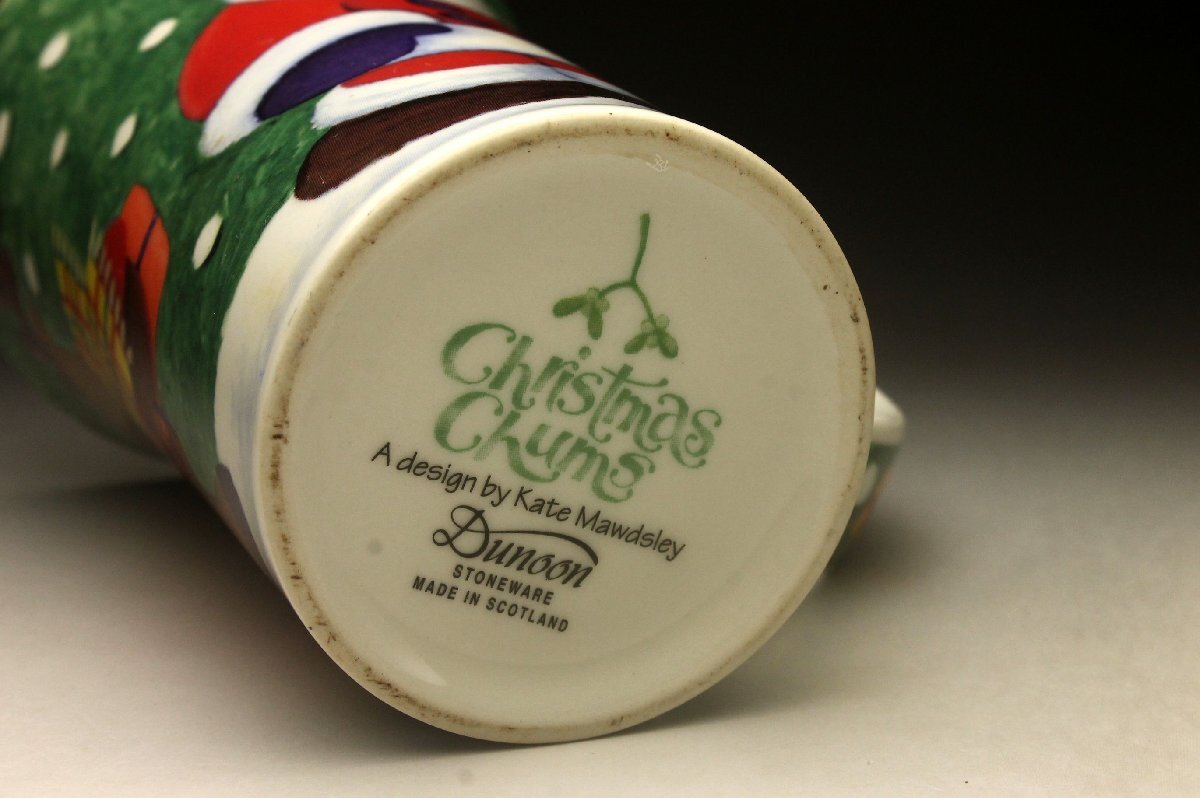 Christmas
Chums
A design by Kate Mawdsley
Dunoon
STONEWARE
MADE IN SCOTLAND